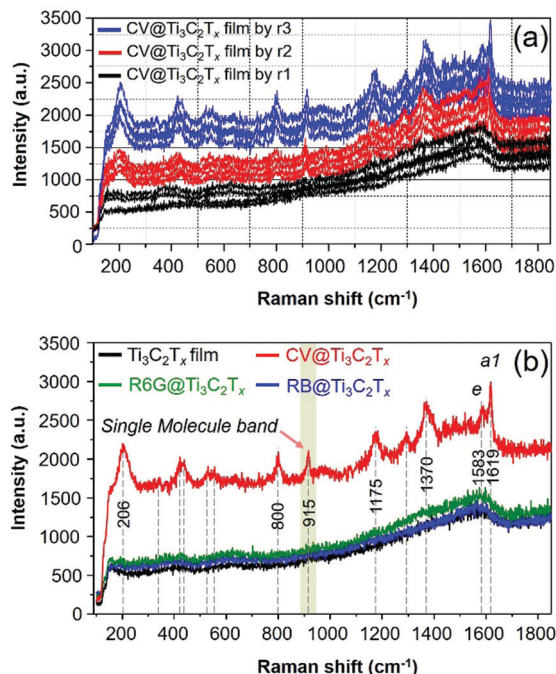 3500
3000
2500
2000
1500
1000
500
0
Intensity (a.u.)
CV@Ti₃C₂Tₓ film by r3
CV@Ti₃C₂Tₓ film by r2
CV@Ti₃C₂Tₓ film by r1
(a)
200 400 600 800 1000 1200 1400 1600 1800
Raman shift (cm⁻¹)
3500
3000
2500
2000
1500
1000
500
0
Intensity (a.u.)
Ti₃C₂Tₓ film
CV@Ti₃C₂Tₓ
(b)
R6G@Ti₃C₂Tₓ
RB@Ti₃C₂Tₓ
a1
e
Single Molecule band
206
800
915
1175
1370
1583
1619
200 400 600 800 1000 1200 1400 1600 1800
Raman shift (cm⁻¹)